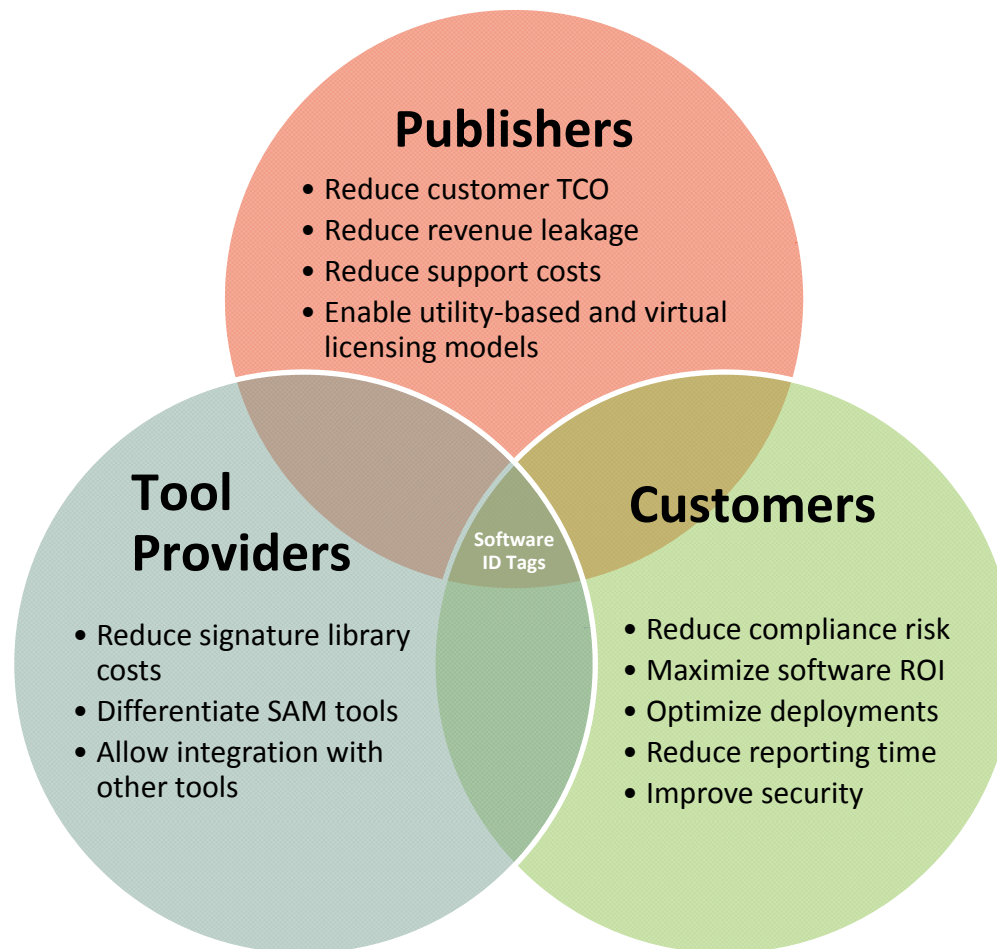 Publishers
• Reduce customer TCO
• Reduce revenue leakage
• Reduce support costs
• Enable utility-based and virtual
licensing models
Tool
Providers
• Reduce signature library
costs
• Differentiate SAM tools
• Allow integration with
other tools
Software
ID Tags
Customers
• Reduce compliance risk
• Maximize software ROI
• Optimize deployments
• Reduce reporting time
• Improve security